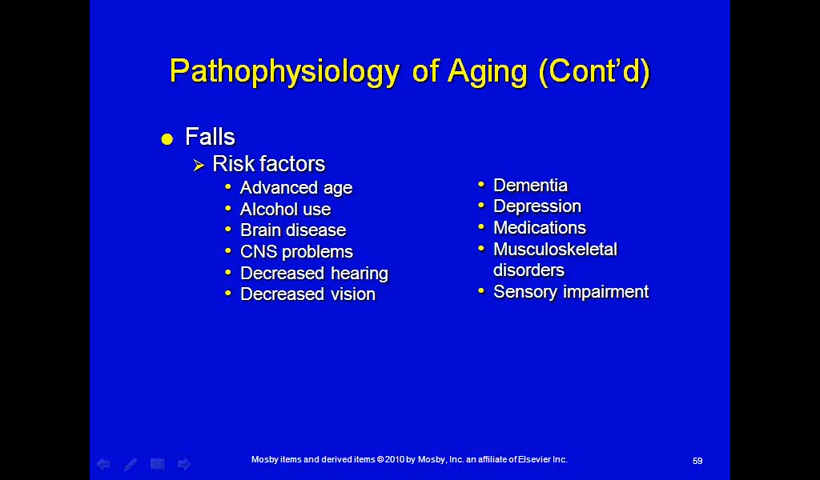 Pathophysiology of Aging (Cont'd)
Falls
Risk factors
Advanced age
Alcohol use
Brain disease
CNS problems
Decreased hearing
Decreased vision
Dementia
Depression
Medications
Musculoskeletal
disorders
Sensory impairment
Mosby items and derived items © 2010 by Mosby, Inc. an affiliate of Elsevier Inc.
59